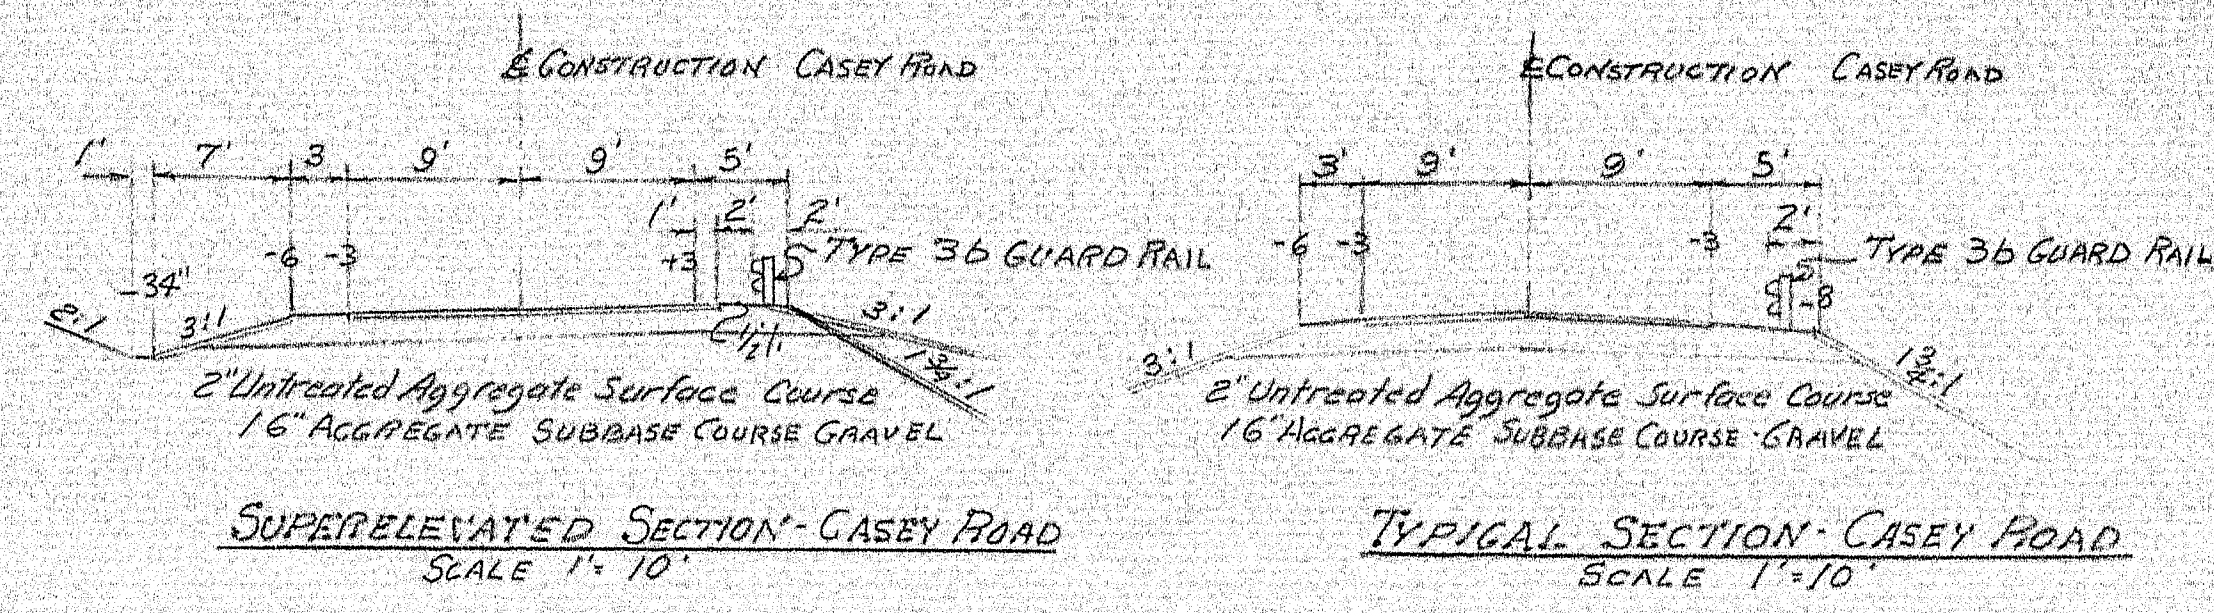 ℄ CONSTRUCTION CASEY ROAD
1' 7' 3 9' 9' 5'
1' 2' 2'
-6 -3 +3
TYPE 3b GUARD RAIL
-34"
2:1 3:1 3:1
1 3/4:1
2"Untreated Aggregate Surface Course
16" AGGREGATE SUBBASE COURSE GRAVEL
SUPERELEVATED SECTION - CASEY ROAD
SCALE 1"= 10'
℄ CONSTRUCTION CASEY ROAD
3' 9' 9' 5'
2'
-6 -3 -3
TYPE 3b GUARD RAIL
-8
3:1
1 3/4:1
2"Untreated Aggregate Surface Course
16" AGGREGATE SUBBASE COURSE - GRAVEL
TYPICAL SECTION - CASEY ROAD
SCALE 1"=10'